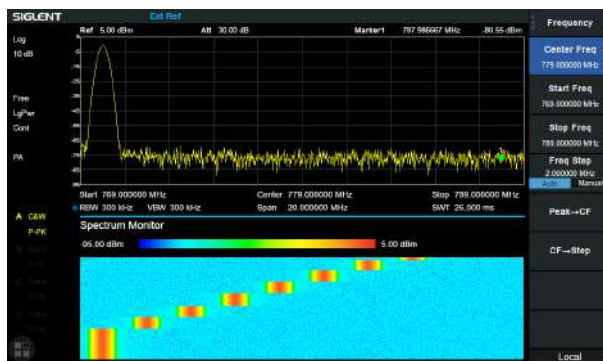 SIGLENT Ext Ref
Ref 5.00 dBm Att 30.00 dB Marker1 787.986667 MHz -80.55 dBm
Log
10 dB
Free
LgPwr
Cont
PA
Start 769.000000 MHz Center 779.000000 MHz Stop 789.000000 MHz
RBW 300 kHz VBW 300 kHz Span 20.000000 MHz SWT 26.000 ms
A C&W
P-PK
Spectrum Monitor
-95.00 dBm 5.00 dBm
Frequency
Center Freq
779.000000 MHz
Start Freq
769.000000 MHz
Stop Freq
789.000000 MHz
Freq Step
2.000000 MHz
Auto Manual
Peak→CF
CF→Step
Local